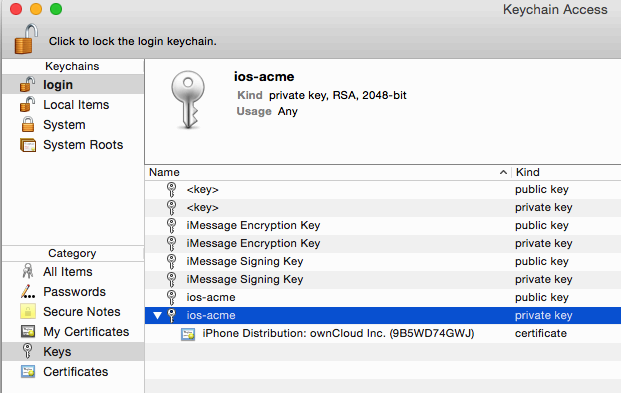 Keychain Access
Click to lock the login keychain.
Keychains
login
Local Items
System
System Roots
ios-acme
Kind private key, RSA, 2048-bit
Usage Any
Name Kind
<key> public key
<key> private key
iMessage Encryption Key public key
iMessage Encryption Key private key
iMessage Signing Key public key
iMessage Signing Key private key
ios-acme public key
ios-acme private key
iPhone Distribution: ownCloud Inc. (9B5WD74GWJ) certificate
Category
All Items
Passwords
Secure Notes
My Certificates
Keys
Certificates